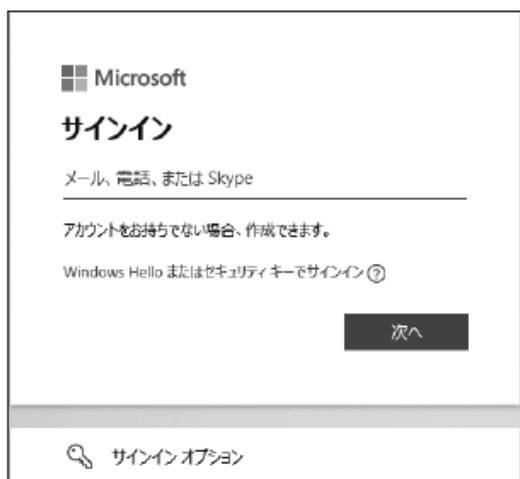 Microsoft
サインイン
メール、電話、または Skype
アカウントをお持ちでない場合、作成できます。
Windows Hello またはセキュリティ キーでサインイン ?
次へ
サインイン オプション